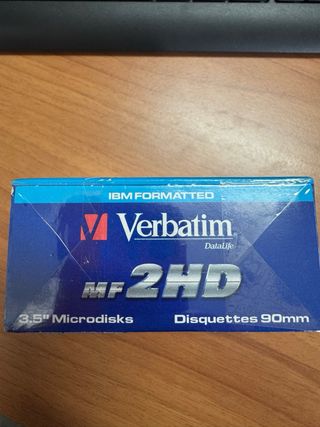 IBM FORMATTED
Verbatim
DataLife
MF 2HD
3.5" Microdisks Disquettes 90mm